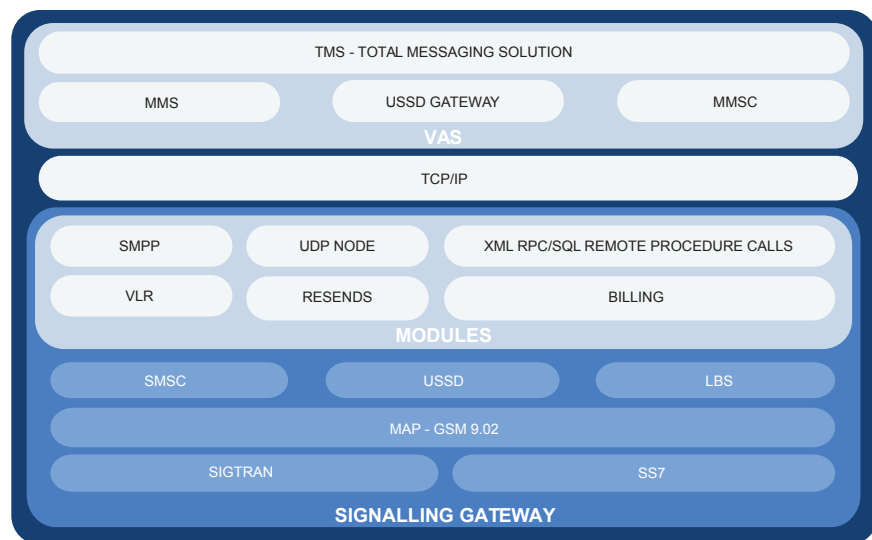 TMS - TOTAL MESSAGING SOLUTION
MMS
USSD GATEWAY
MMSC
VAS
TCP/IP
SMPP
UDP NODE
XML RPC/SQL REMOTE PROCEDURE CALLS
VLR
RESENDS
BILLING
MODULES
SMSC
USSD
LBS
MAP - GSM 9.02
SIGTRAN
SS7
SIGNALLING GATEWAY